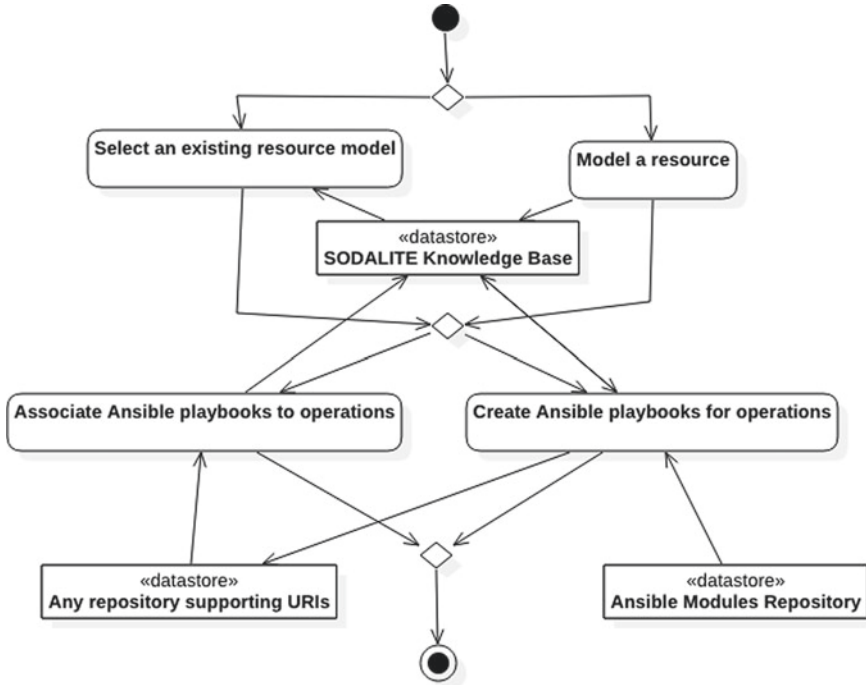 Select an existing resource model
Model a resource
«datastore»
SODALITE Knowledge Base
Associate Ansible playbooks to operations
Create Ansible playbooks for operations
«datastore»
Any repository supporting URIs
«datastore»
Ansible Modules Repository